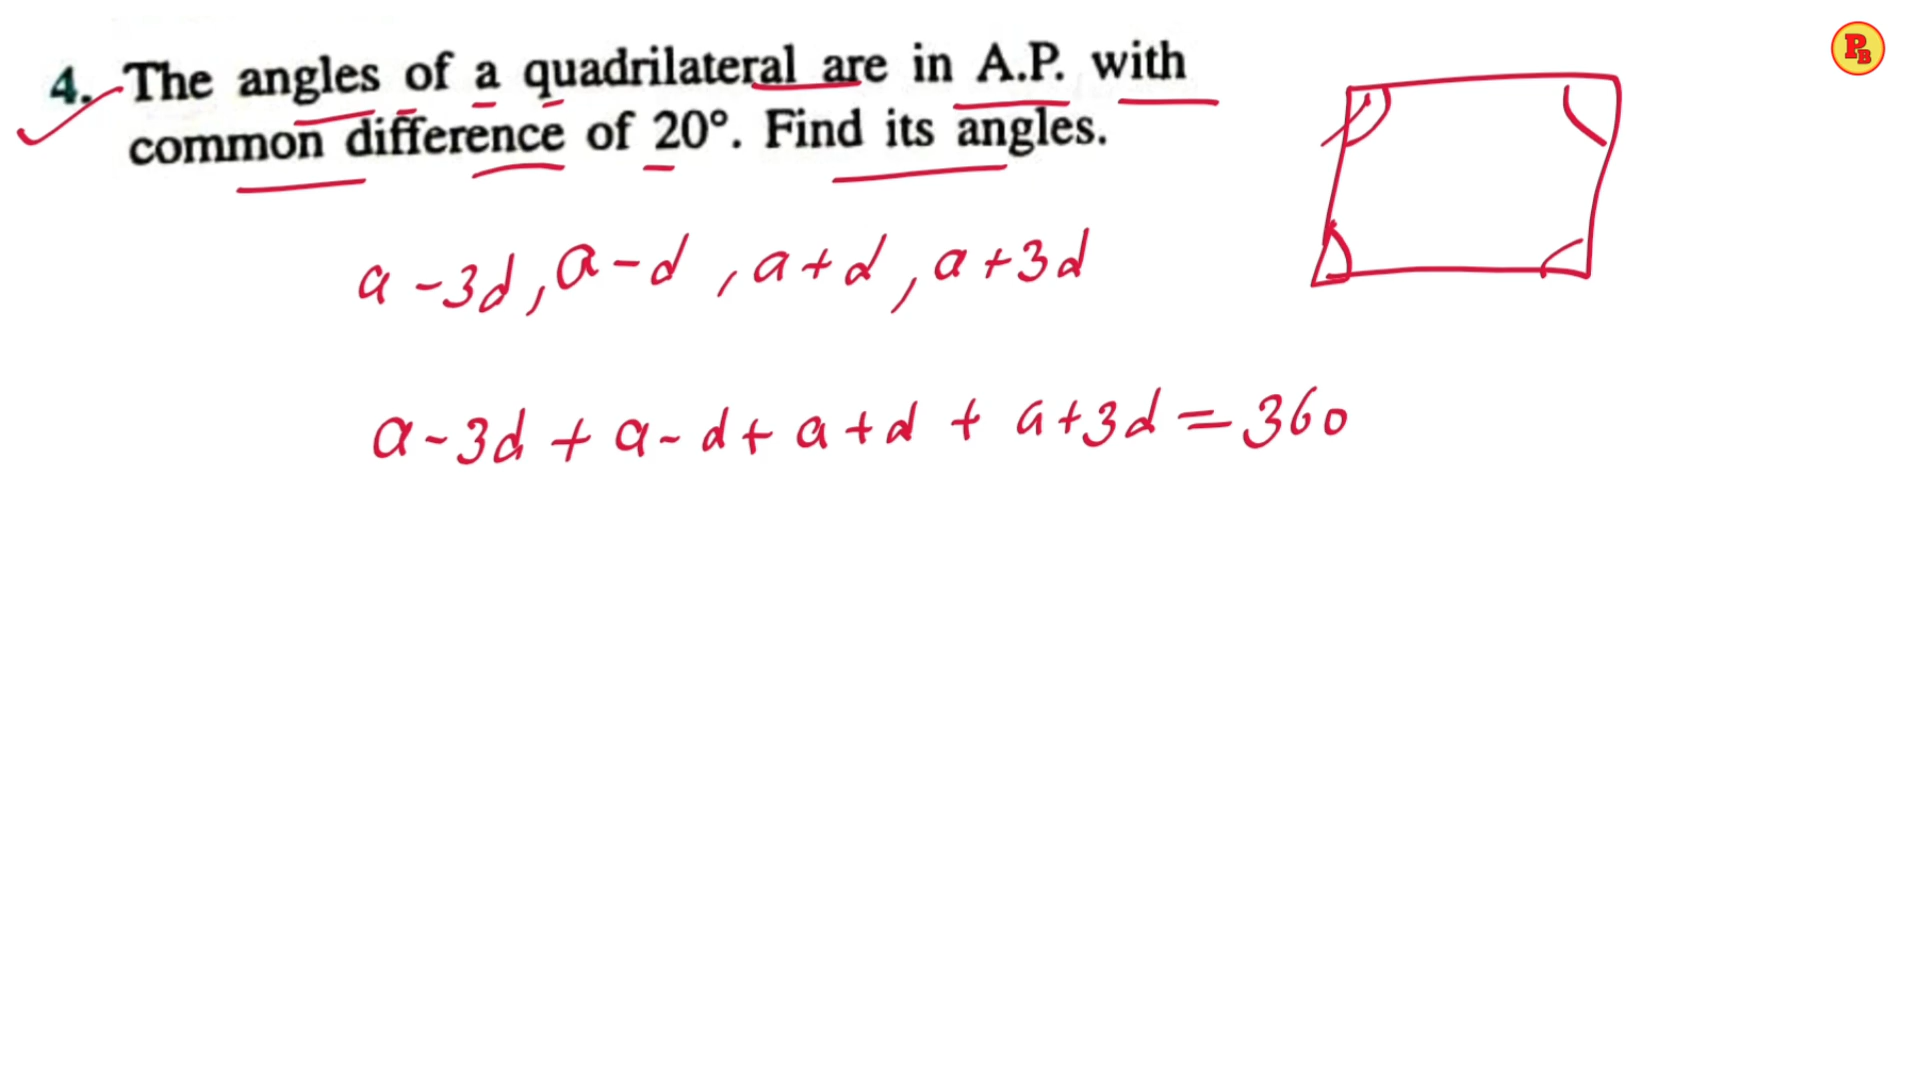 4. The angles of a quadrilateral are in A.P. with
common difference of 20°. Find its angles.
a - 3d, a - d, a + d, a + 3d
a - 3d + a - d + a + d + a + 3d = 360
PB